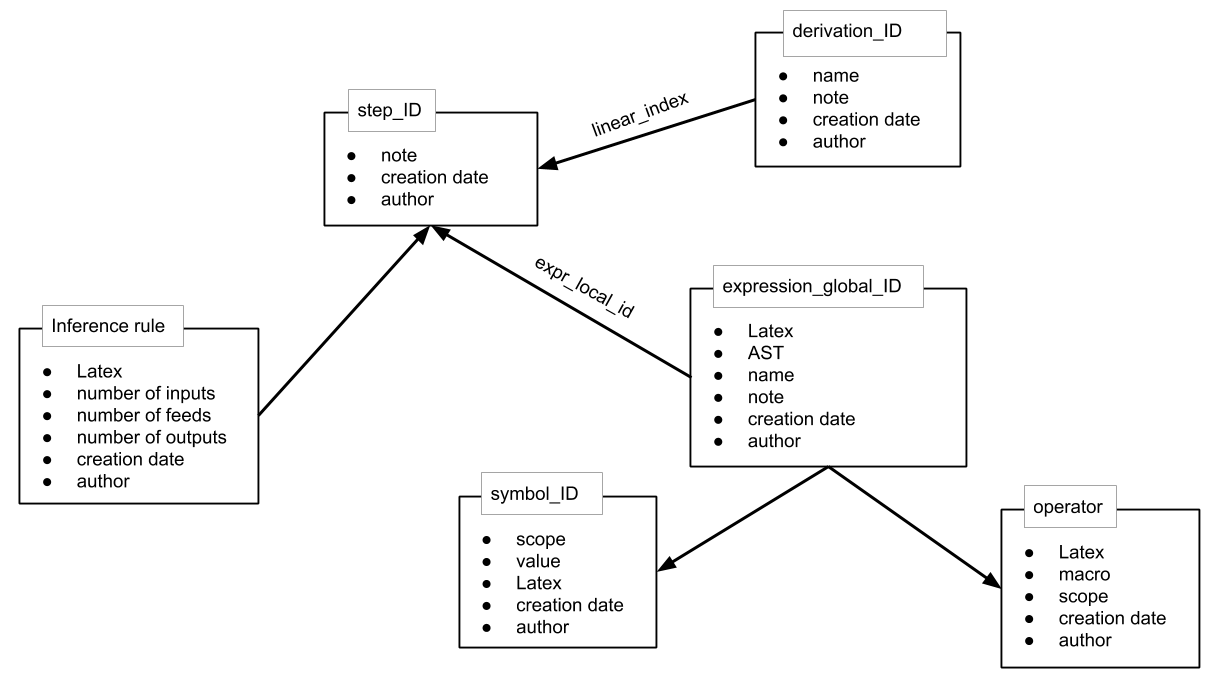 derivation_ID
● name
● note
● creation date
● author
linear_index
step_ID
● note
● creation date
● author
expr_local_id
expression_global_ID
● Latex
● AST
● name
● note
● creation date
● author
Inference rule
● Latex
● number of inputs
● number of feeds
● number of outputs
● creation date
● author
symbol_ID
● scope
● value
● Latex
● creation date
● author
operator
● Latex
● macro
● scope
● creation date
● author